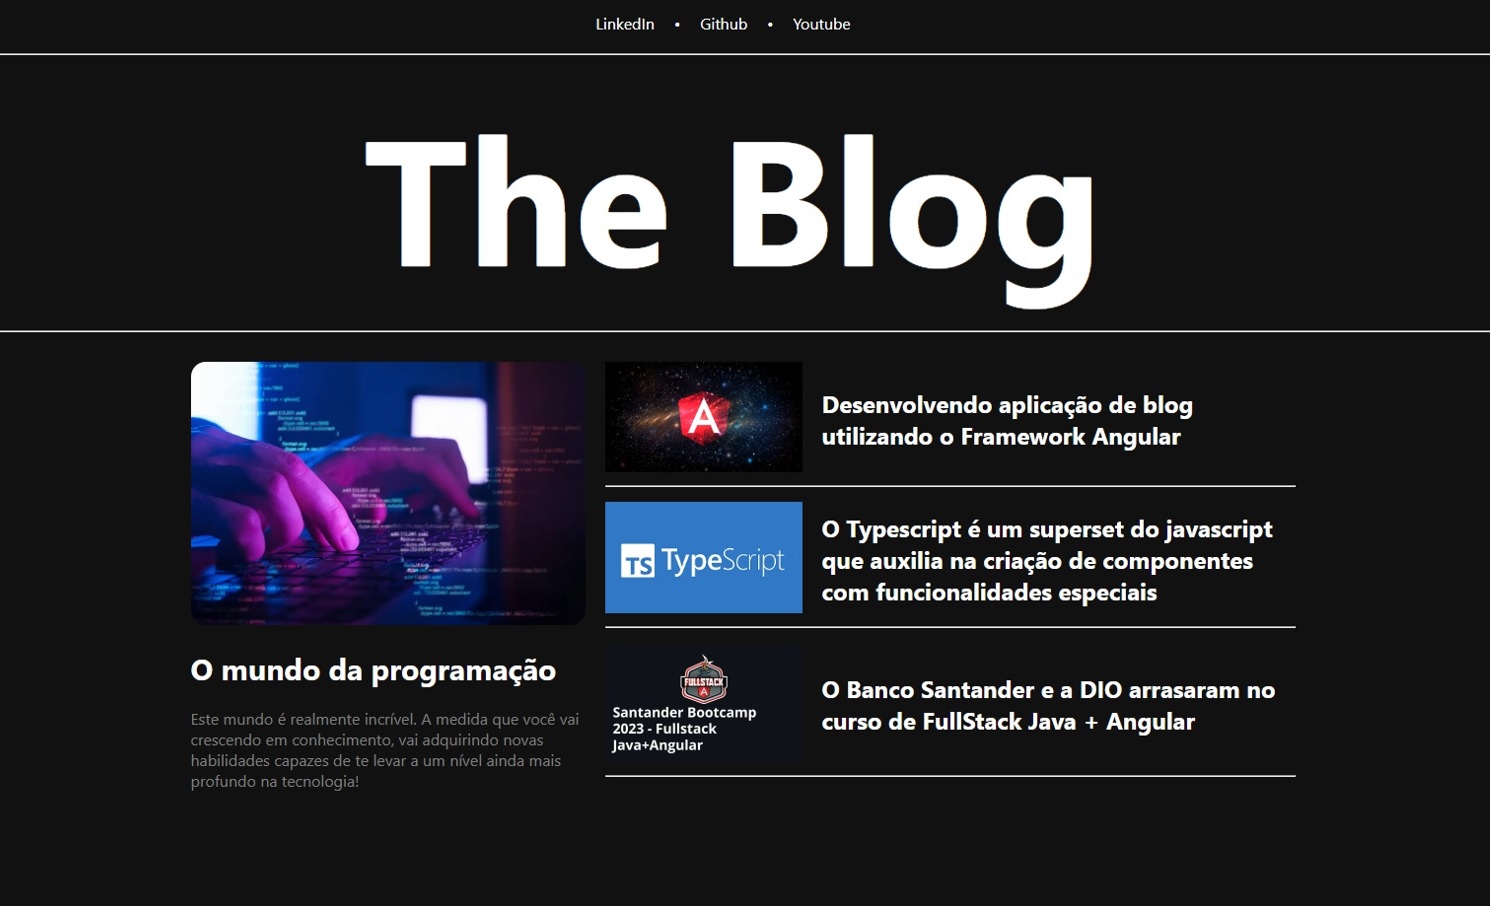 LinkedIn • Github • Youtube
The Blog
O mundo da programação
Este mundo é realmente incrível. A medida que você vai
crescendo em conhecimento, vai adquirindo novas
habilidades capazes de te levar a um nível ainda mais
profundo na tecnologia!
A
Desenvolvendo aplicação de blog
utilizando o Framework Angular
TS TypeScript
O Typescript é um superset do javascript
que auxilia na criação de componentes
com funcionalidades especiais
FULLSTACK
A
Santander Bootcamp
2023 - Fullstack
Java+Angular
O Banco Santander e a DIO arrasaram no
curso de FullStack Java + Angular